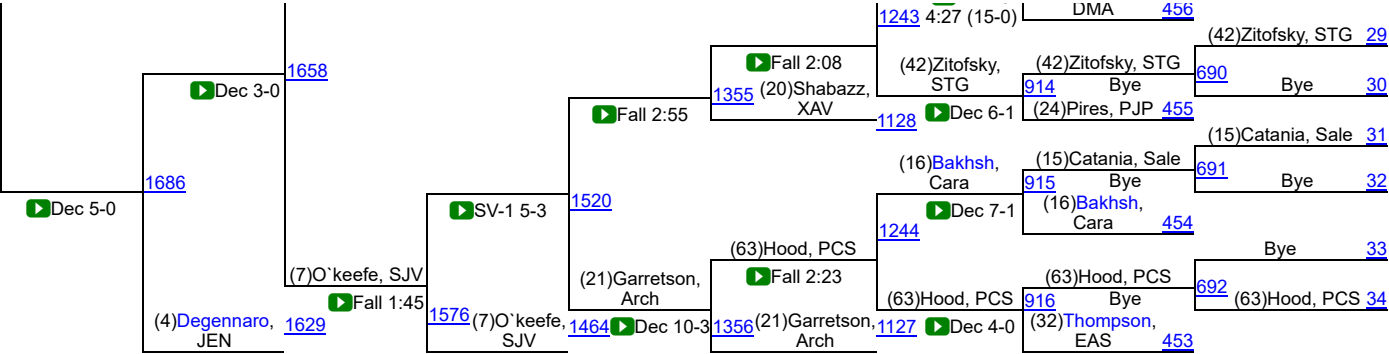 1243 4:27 (15-0)
DMA 456
(42)Zitofsky, STG 29
Fall 2:08
(42)Zitofsky,
STG
(42)Zitofsky, STG
690
1658
Dec 3-0
914 Bye
Bye 30
1355 (20)Shabazz,
XAV
Fall 2:55
1128 Dec 6-1
(24)Pires, PJP 455
(15)Catania, Sale 31
(16)Bakhsh,
Cara
(15)Catania, Sale
691
1686
915 Bye
Bye 32
Dec 5-0
SV-1 5-3
1520
Dec 7-1
(16)Bakhsh,
Cara 454
1244
(63)Hood, PCS
Bye 33
(7)O`keefe, SJV
(21)Garretson,
Arch
Fall 2:23
(63)Hood, PCS
692
Fall 1:45
(63)Hood, PCS
916 Bye
(63)Hood, PCS 34
(4)Degennaro,
JEN
1629
1576 (7)O`keefe,
SJV
1464 Dec 10-3
1356 (21)Garretson,
Arch
1127 Dec 4-0
(32)Thompson,
EAS 453